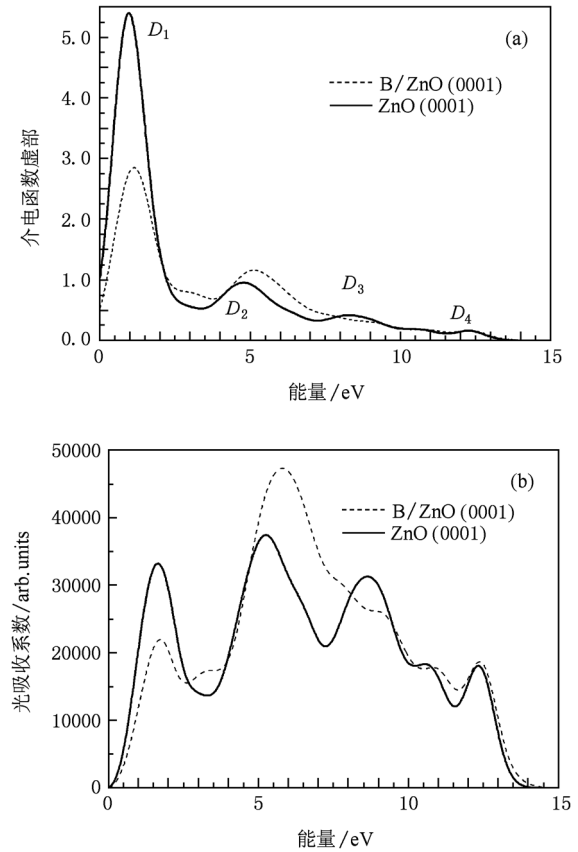 5.0
4.0
3.0
2.0
1.0
0.0
介电函数虚部
D1
D2
D3
D4
(a)
B/ZnO (0001)
ZnO (0001)
0 5 10 15
能量/eV
50000
40000
30000
20000
10000
0
光吸收系数/arb.units
(b)
B/ZnO (0001)
ZnO (0001)
0 5 10 15
能量/eV